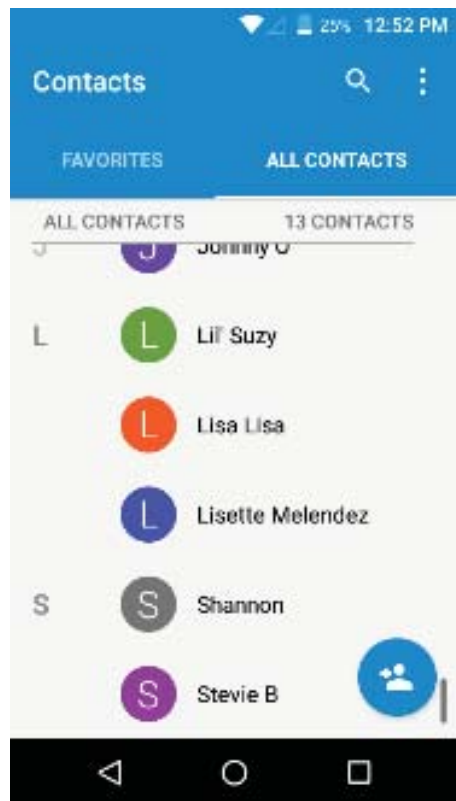 25% 12:52 PM
Contacts
FAVORITES ALL CONTACTS
ALL CONTACTS 13 CONTACTS
J J Johnny O
L L Lil' Suzy
L Lisa Lisa
L Lisette Melendez
S S Shannon
S Stevie B